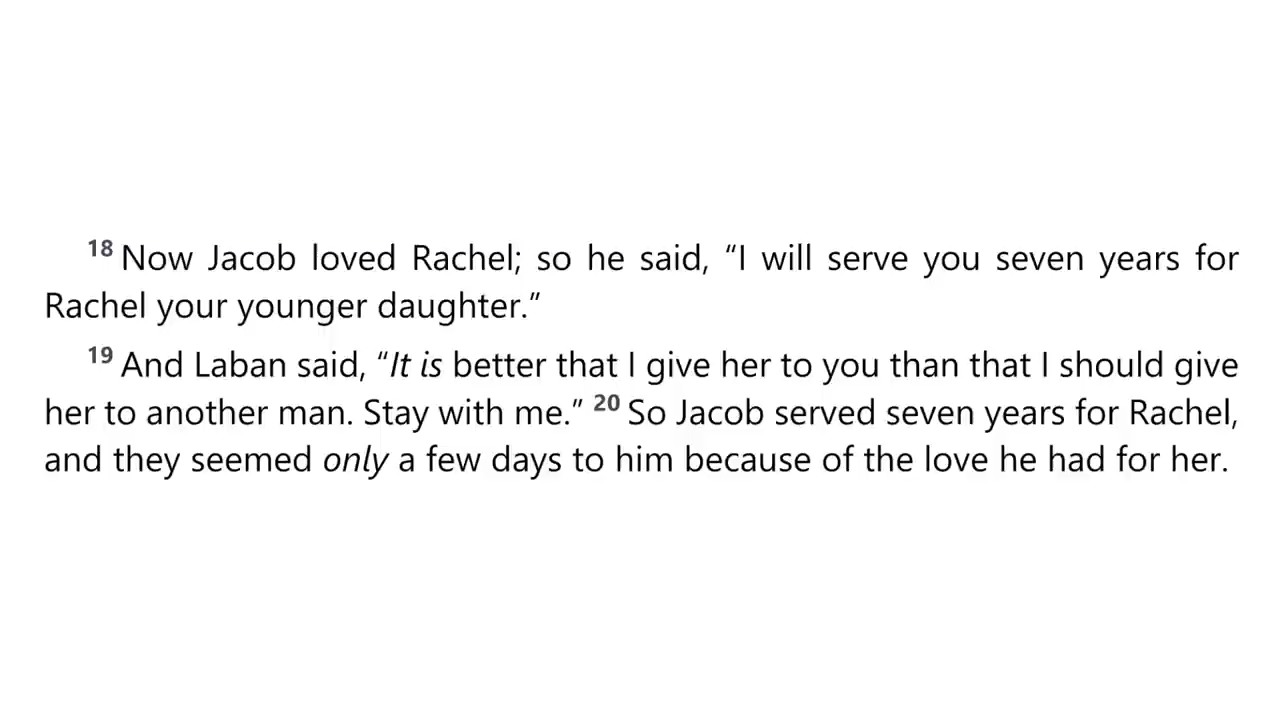 18 Now Jacob loved Rachel; so he said, “I will serve you seven years for
Rachel your younger daughter.”
19 And Laban said, “It is better that I give her to you than that I should give
her to another man. Stay with me.” 20 So Jacob served seven years for Rachel,
and they seemed only a few days to him because of the love he had for her.